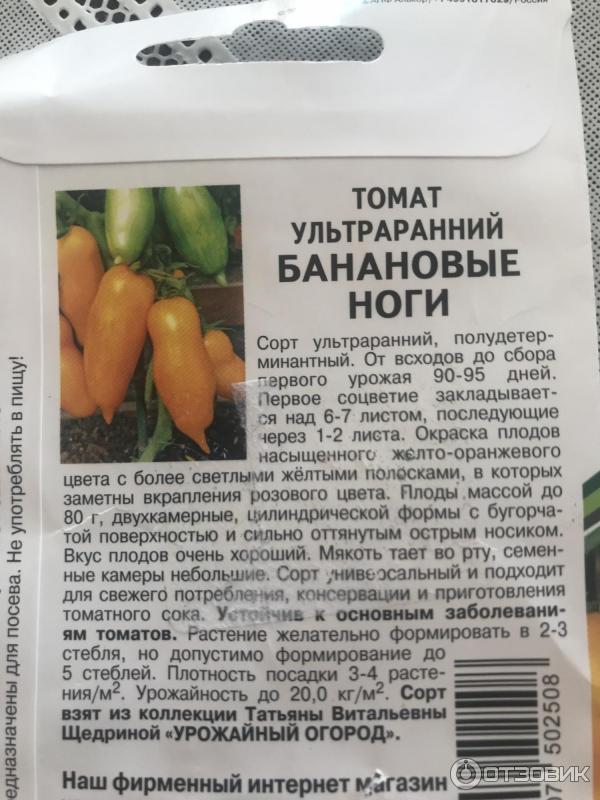 ТОМАТ
УЛЬТРАРАННИЙ
БАНАНОВЫЕ
НОГИ
Сорт ультраранний, полудетер-
минантный. От всходов до сбора
первого урожая 90-95 дней.
Первое соцветие закладывает-
ся над 6-7 листом, последующие
через 1-2 листа. Окраска плодов
насыщенного желто-оранжевого
цвета с более светлыми жёлтыми полосками, в которых
заметны вкрапления розового цвета. Плоды массой до
80 г, двухкамерные, цилиндрической формы с бугорча-
той поверхностью и сильно оттянутым острым носиком.
Вкус плодов очень хороший. Мякоть тает во рту, семен-
ные камеры небольшие. Сорт универсальный и подходит
для свежего потребления, консервации и приготовления
томатного сока. Устойчив к основным заболевани-
ям томатов. Растение желательно формировать в 2-3
стебля, но допустимо формирование до
5 стеблей. Плотность посадки 3-4 расте-
ния/м². Урожайность до 20,0 кг/м². Сорт
взят из коллекции Татьяны Витальевны
Щедриной «УРОЖАЙНЫЙ ОГОРОД».
Наш фирменный интернет магазин
для посева. Не употреблять в пищу!
502508
ОТЗОВИК